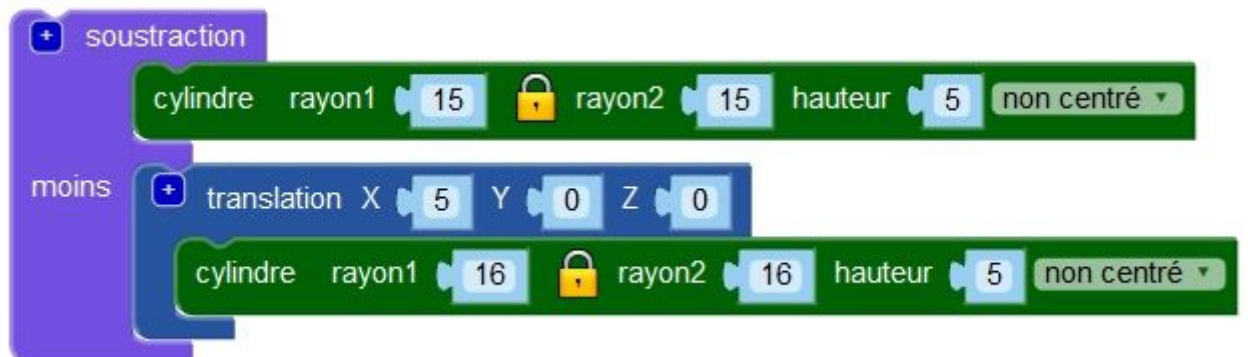 + soustraction
cylindre rayon1 15 rayon2 15 hauteur 5 non centré
moins + translation X 5 Y 0 Z 0
cylindre rayon1 16 rayon2 16 hauteur 5 non centré